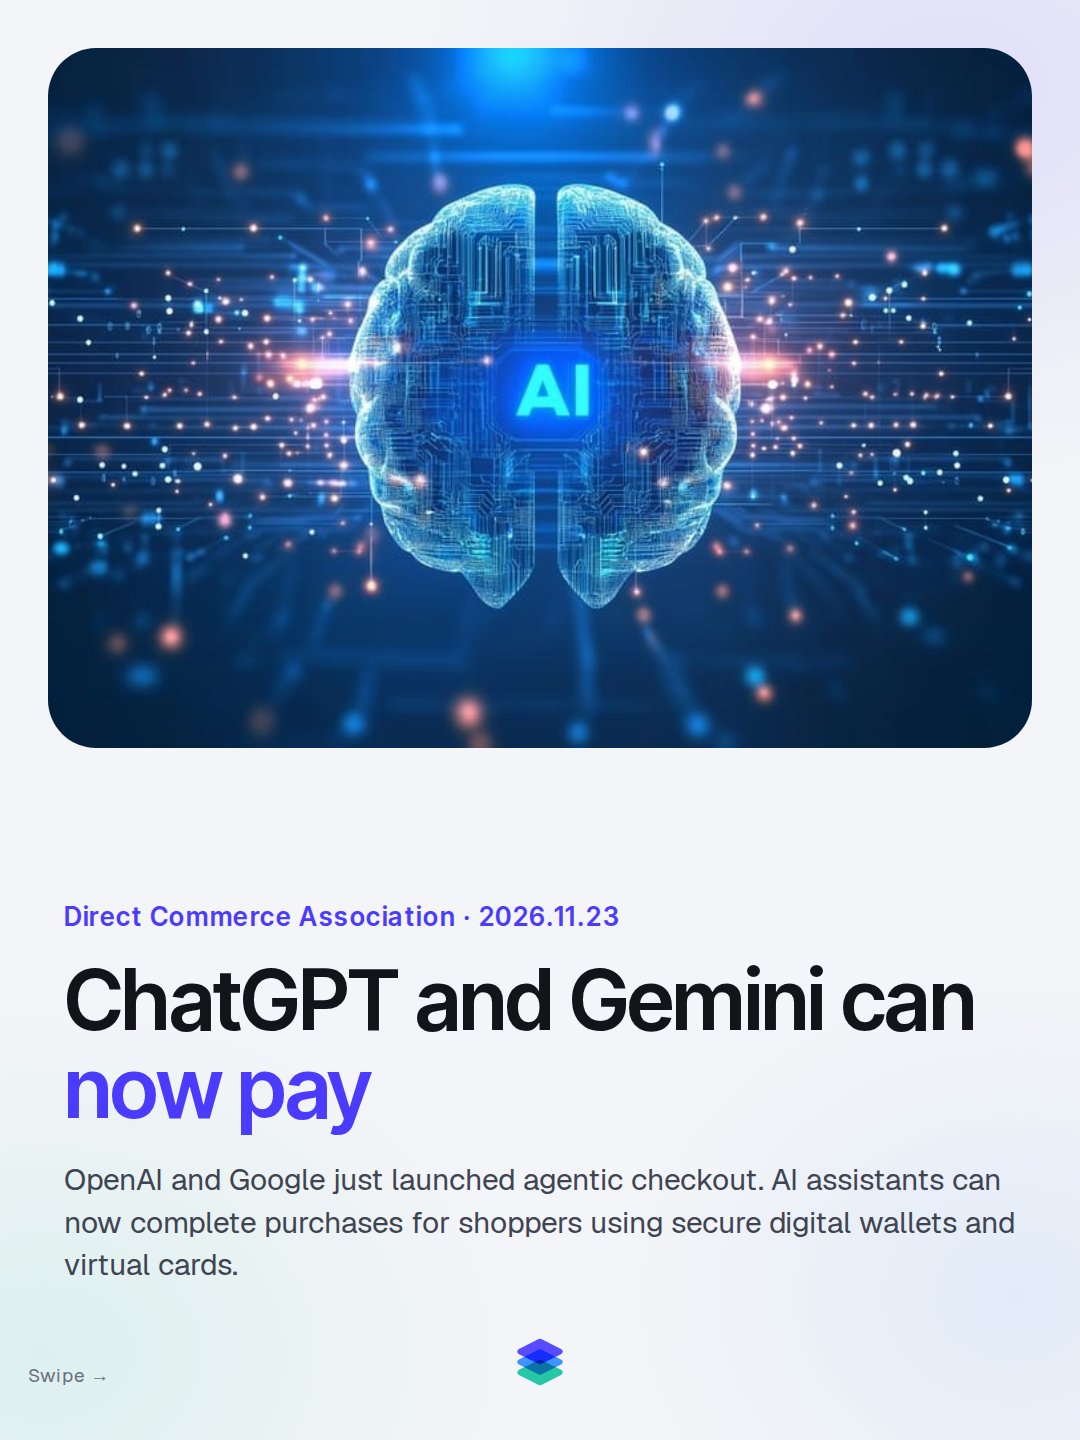 AI
Direct Commerce Association · 2026.11.23
ChatGPT and Gemini can
now pay
OpenAI and Google just launched agentic checkout. AI assistants can
now complete purchases for shoppers using secure digital wallets and
virtual cards.
Swipe →